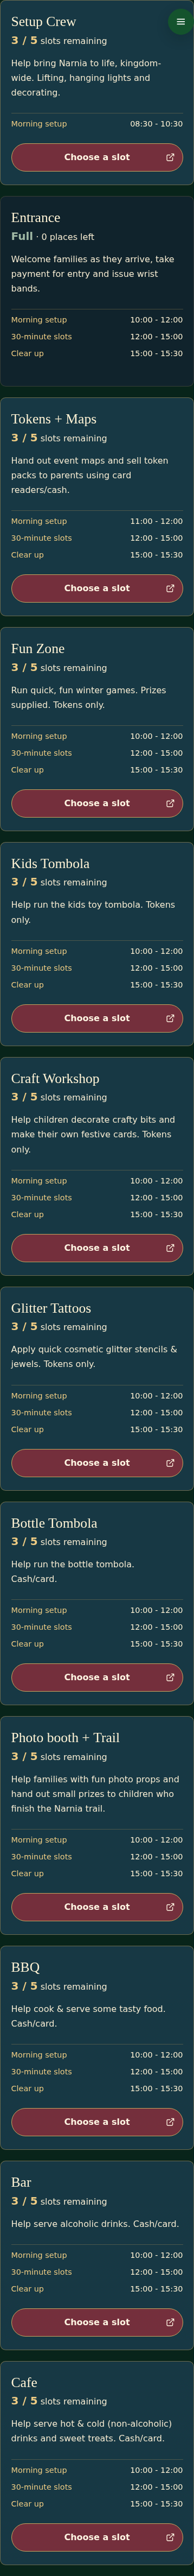 Setup Crew
3 / 5 slots remaining
Help bring Narnia to life, kingdom-
wide. Lifting, hanging lights and
decorating.
Morning setup 08:30 - 10:30
Choose a slot
Entrance
Full · 0 places left
Welcome families as they arrive, take
payment for entry and issue wrist
bands.
Morning setup 10:00 - 12:00
30-minute slots 12:00 - 15:00
Clear up 15:00 - 15:30
Tokens + Maps
3 / 5 slots remaining
Hand out event maps and sell token
packs to parents using card
readers/cash.
Morning setup 11:00 - 12:00
30-minute slots 12:00 - 15:00
Clear up 15:00 - 15:30
Choose a slot
Fun Zone
3 / 5 slots remaining
Run quick, fun winter games. Prizes
supplied. Tokens only.
Morning setup 10:00 - 12:00
30-minute slots 12:00 - 15:00
Clear up 15:00 - 15:30
Choose a slot
Kids Tombola
3 / 5 slots remaining
Help run the kids toy tombola. Tokens
only.
Morning setup 10:00 - 12:00
30-minute slots 12:00 - 15:00
Clear up 15:00 - 15:30
Choose a slot
Craft Workshop
3 / 5 slots remaining
Help children decorate crafty bits and
make their own festive cards. Tokens
only.
Morning setup 10:00 - 12:00
30-minute slots 12:00 - 15:00
Clear up 15:00 - 15:30
Choose a slot
Glitter Tattoos
3 / 5 slots remaining
Apply quick cosmetic glitter stencils &
jewels. Tokens only.
Morning setup 10:00 - 12:00
30-minute slots 12:00 - 15:00
Clear up 15:00 - 15:30
Choose a slot
Bottle Tombola
3 / 5 slots remaining
Help run the bottle tombola.
Cash/card.
Morning setup 10:00 - 12:00
30-minute slots 12:00 - 15:00
Clear up 15:00 - 15:30
Choose a slot
Photo booth + Trail
3 / 5 slots remaining
Help families with fun photo props and
hand out small prizes to children who
finish the Narnia trail.
Morning setup 10:00 - 12:00
30-minute slots 12:00 - 15:00
Clear up 15:00 - 15:30
Choose a slot
BBQ
3 / 5 slots remaining
Help cook & serve some tasty food.
Cash/card.
Morning setup 10:00 - 12:00
30-minute slots 12:00 - 15:00
Clear up 15:00 - 15:30
Choose a slot
Bar
3 / 5 slots remaining
Help serve alcoholic drinks. Cash/card.
Morning setup 10:00 - 12:00
30-minute slots 12:00 - 15:00
Clear up 15:00 - 15:30
Choose a slot
Cafe
3 / 5 slots remaining
Help serve hot & cold (non-alcoholic)
drinks and sweet treats. Cash/card.
Morning setup 10:00 - 12:00
30-minute slots 12:00 - 15:00
Clear up 15:00 - 15:30
Choose a slot